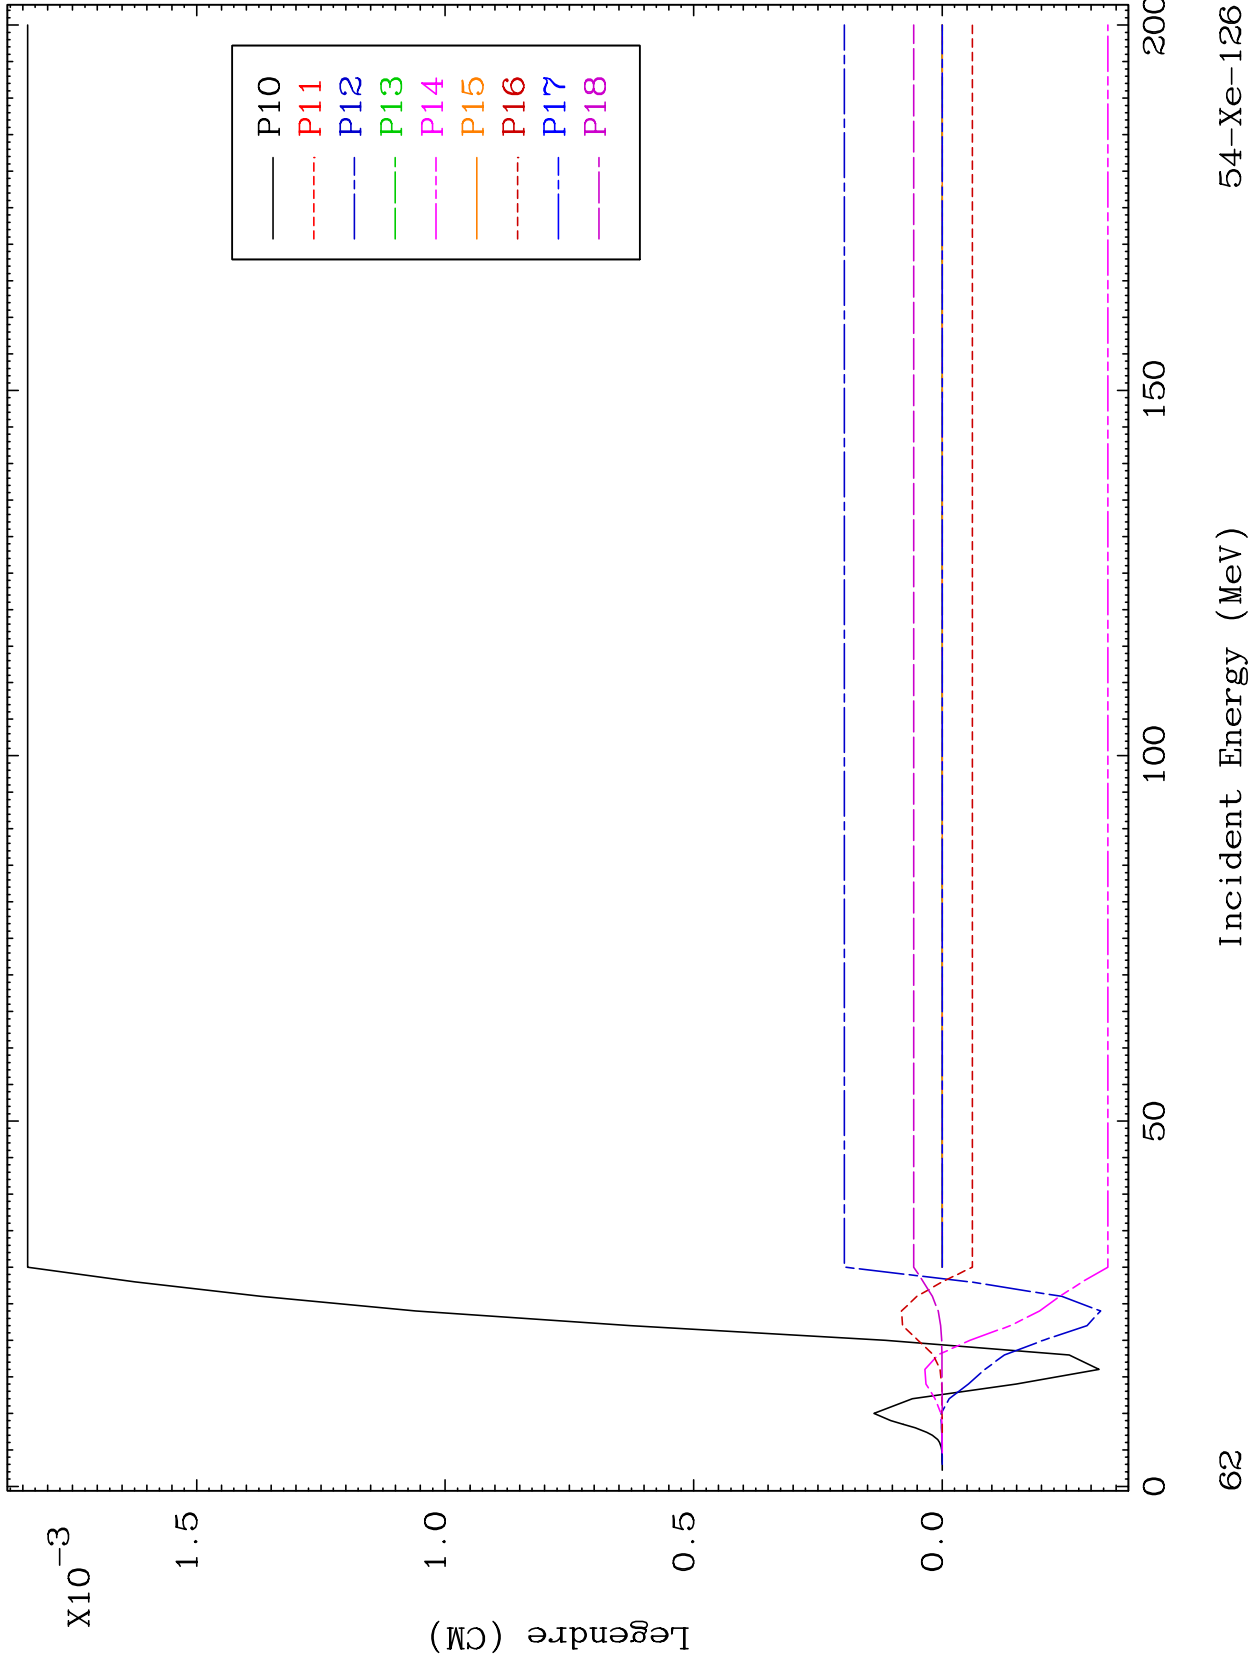 X10-3
1.5
1.0
0.5
0.0
Legendre (CM)
P10
P11
P12
P13
P14
P15
P16
P17
P18
0
50
100
150
200
Incident Energy (MeV)
62
54-Xe-126